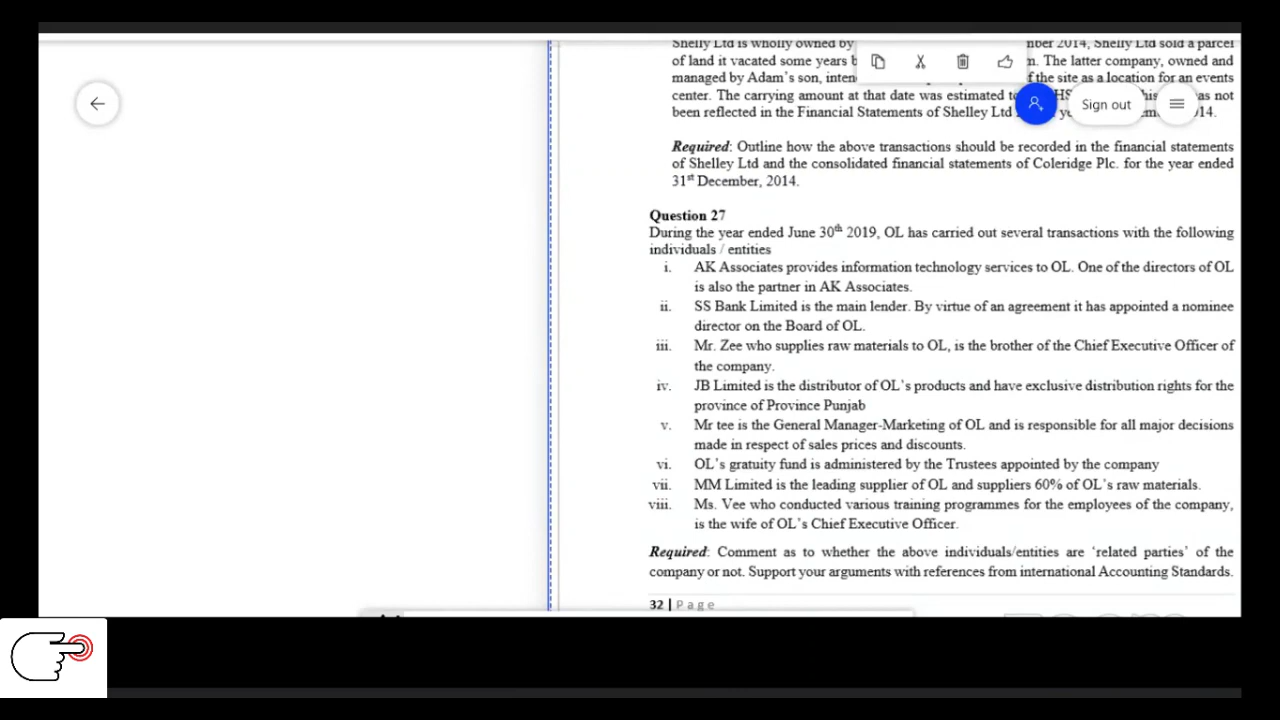 Shelly Ltd is wholly owned by mber 2014, Shelly Ltd sold a parcel
of land it vacated some years m. The latter company, owned and
managed by Adam's son, inten of the site as a location for an events
center. The carrying amount at that date was estimated as not
been reflected in the Financial Statements of Shelley Ltd 14.
Sign out
Required: Outline how the above transactions should be recorded in the financial statements
of Shelley Ltd and the consolidated financial statements of Coleridge Plc. for the year ended
31st December, 2014.
Question 27
During the year ended June 30th 2019, OL has carried out several transactions with the following
individuals / entities
i. AK Associates provides information technology services to OL. One of the directors of OL
is also the partner in AK Associates.
ii. SS Bank Limited is the main lender. By virtue of an agreement it has appointed a nominee
director on the Board of OL.
iii. Mr. Zee who supplies raw materials to OL, is the brother of the Chief Executive Officer of
the company.
iv. JB Limited is the distributor of OL's products and have exclusive distribution rights for the
province of Province Punjab
v. Mr tee is the General Manager-Marketing of OL and is responsible for all major decisions
made in respect of sales prices and discounts.
vi. OL's gratuity fund is administered by the Trustees appointed by the company
vii. MM Limited is the leading supplier of OL and suppliers 60% of OL's raw materials.
viii. Ms. Vee who conducted various training programmes for the employees of the company,
is the wife of OL's Chief Executive Officer.
Required: Comment as to whether the above individuals/entities are 'related parties' of the
company or not. Support your arguments with references from international Accounting Standards.
32 | Page